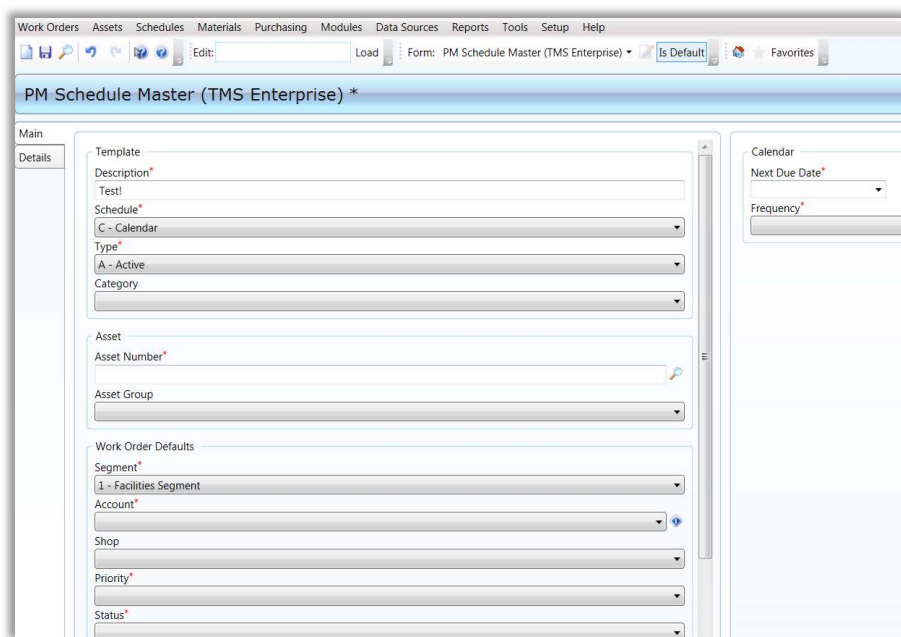 Work Orders Assets Schedules Materials Purchasing Modules Data Sources Reports Tools Setup Help
Edit: Load Form: PM Schedule Master (TMS Enterprise) Is Default Favorites
PM Schedule Master (TMS Enterprise) *
Main
Details
Template
Description*
Test!
Schedule*
C - Calendar
Type*
A - Active
Category
Asset
Asset Number*
Asset Group
Work Order Defaults
Segment*
1 - Facilities Segment
Account*
Shop
Priority*
Status*
Calendar
Next Due Date*
Frequency*